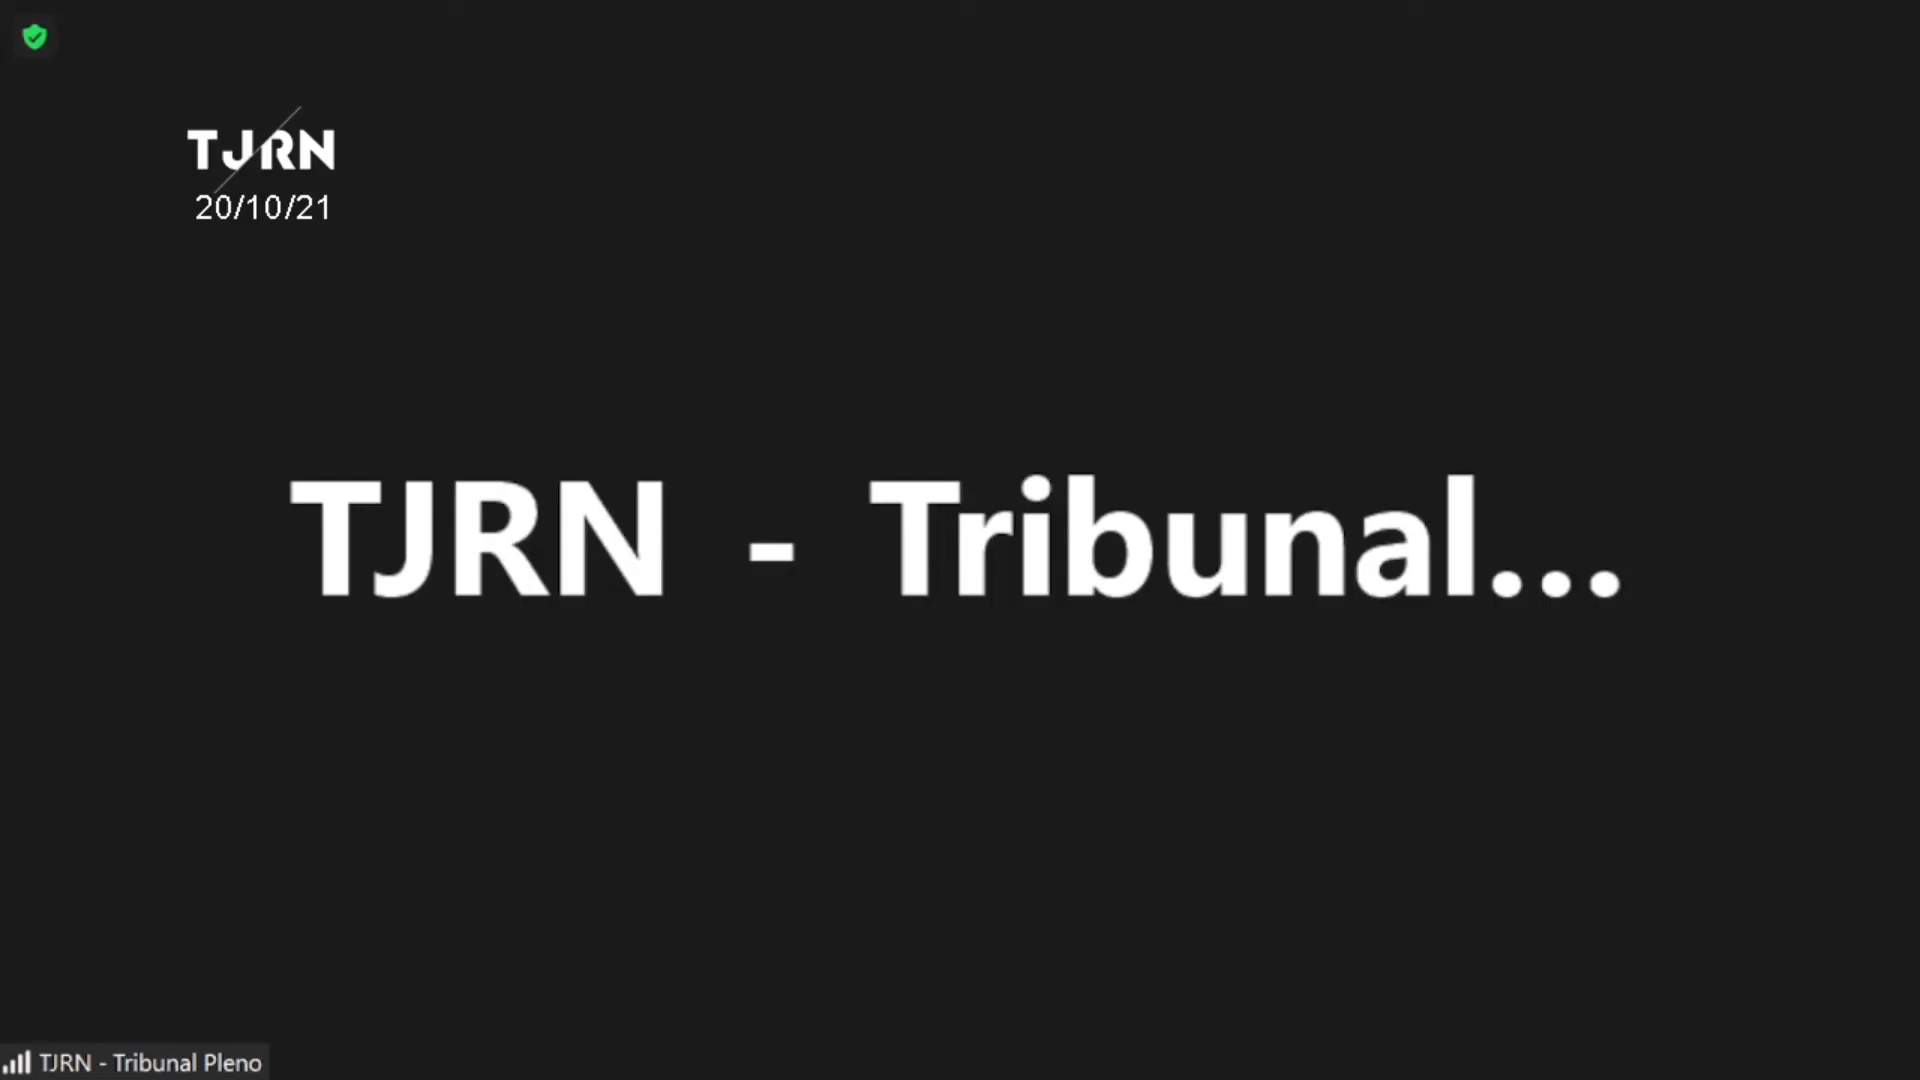 TJRN
20/10/21
TJRN - Tribunal...
TJRN - Tribunal Pleno